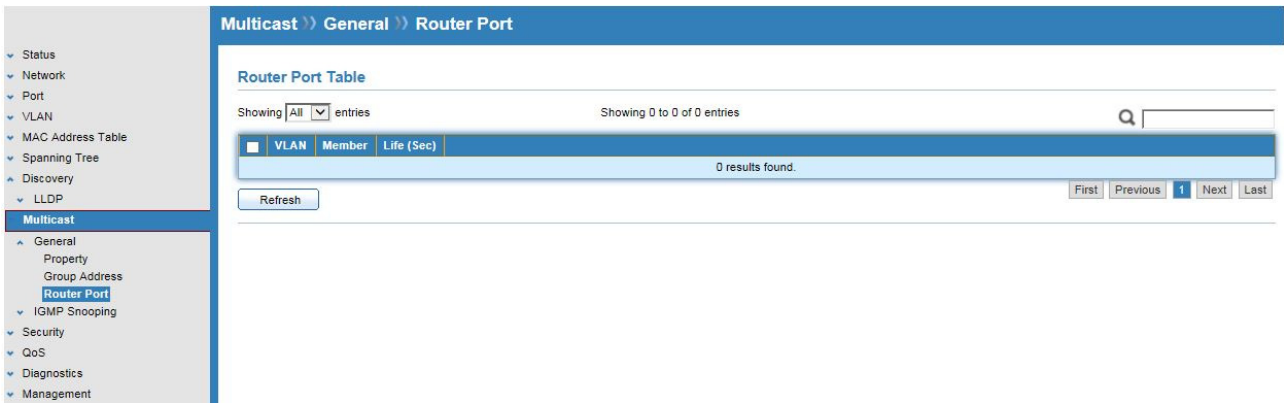 Multicast » General » Router Port
Status
Network
Port
VLAN
MAC Address Table
Spanning Tree
Discovery
LLDP
Multicast
General
Property
Group Address
Router Port
IGMP Snooping
Security
QoS
Diagnostics
Management
Router Port Table
Showing All entries Showing 0 to 0 of 0 entries
VLAN Member Life (Sec)
0 results found.
Refresh First Previous 1 Next Last